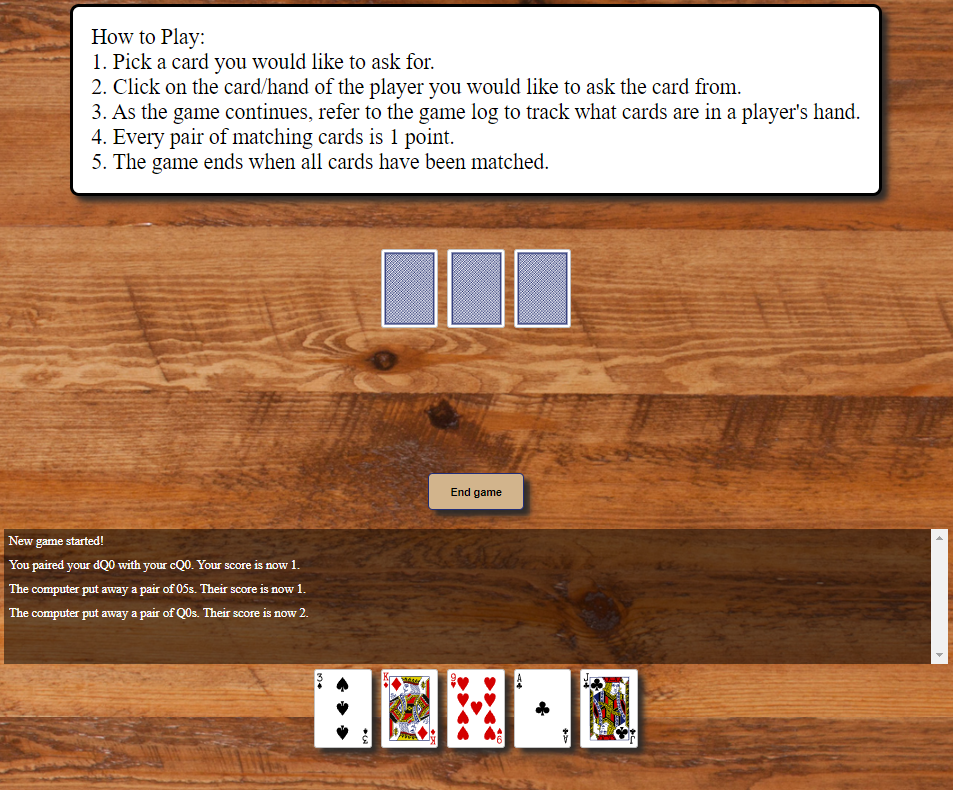 How to Play:
1. Pick a card you would like to ask for.
2. Click on the card/hand of the player you would like to ask the card from.
3. As the game continues, refer to the game log to track what cards are in a player's hand.
4. Every pair of matching cards is 1 point.
5. The game ends when all cards have been matched.
End game
New game started!
You paired your dQ0 with your cQ0. Your score is now 1.
The computer put away a pair of 05s. Their score is now 1.
The computer put away a pair of Q0s. Their score is now 2.
3 K 9 A J
3 K 9 A J